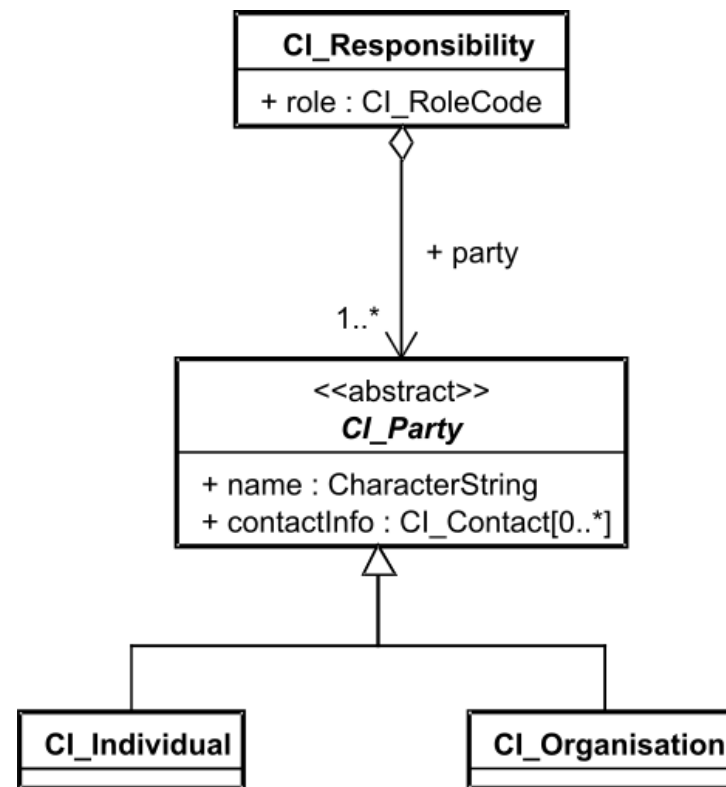 CI_Responsibility
+ role : CI_RoleCode
+ party
1..*
<<abstract>>
CI_Party
+ name : CharacterString
+ contactInfo : CI_Contact[0..*]
CI_Individual
CI_Organisation